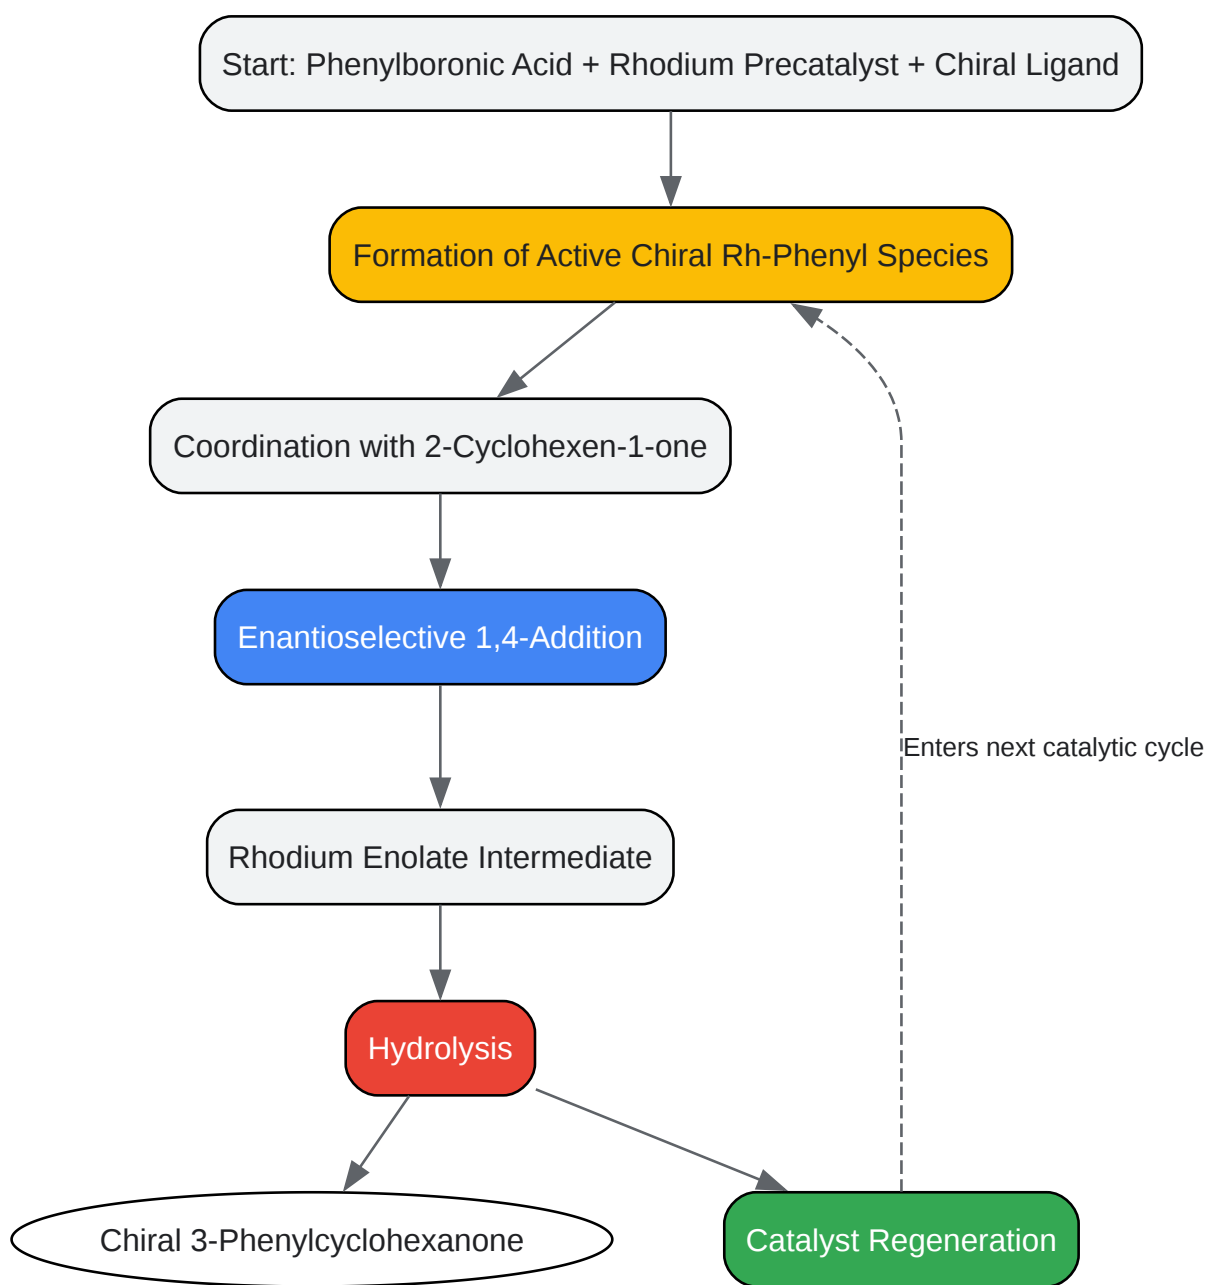 Start: Phenylboronic Acid + Rhodium Precatalyst + Chiral Ligand
Formation of Active Chiral Rh-Phenyl Species
Coordination with 2-Cyclohexen-1-one
Enantioselective 1,4-Addition
Enters next catalytic cycle
Rhodium Enolate Intermediate
Hydrolysis
Chiral 3-Phenylcyclohexanone
Catalyst Regeneration